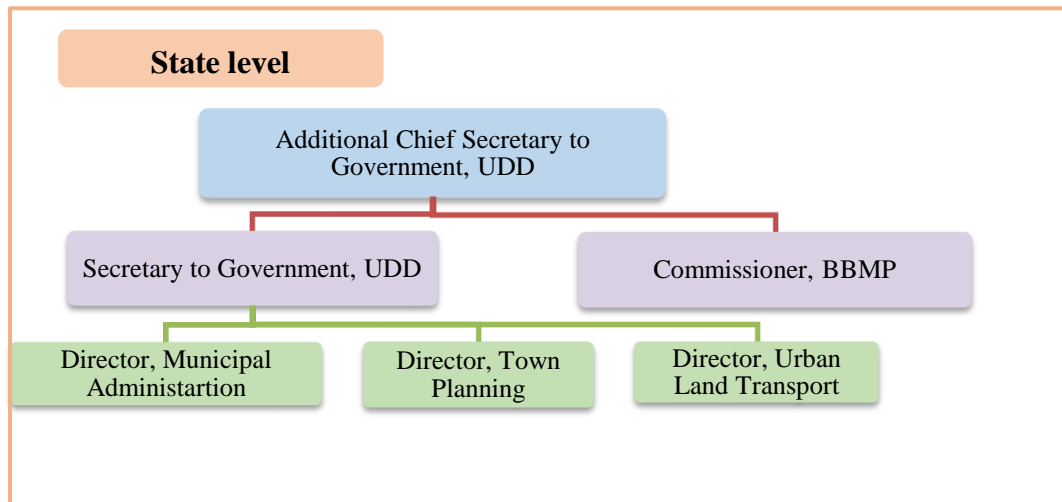 State level
Additional Chief Secretary to
Government, UDD
Secretary to Government, UDD
Commissioner, BBMP
Director, Municipal
Administartion
Director, Town
Planning
Director, Urban
Land Transport